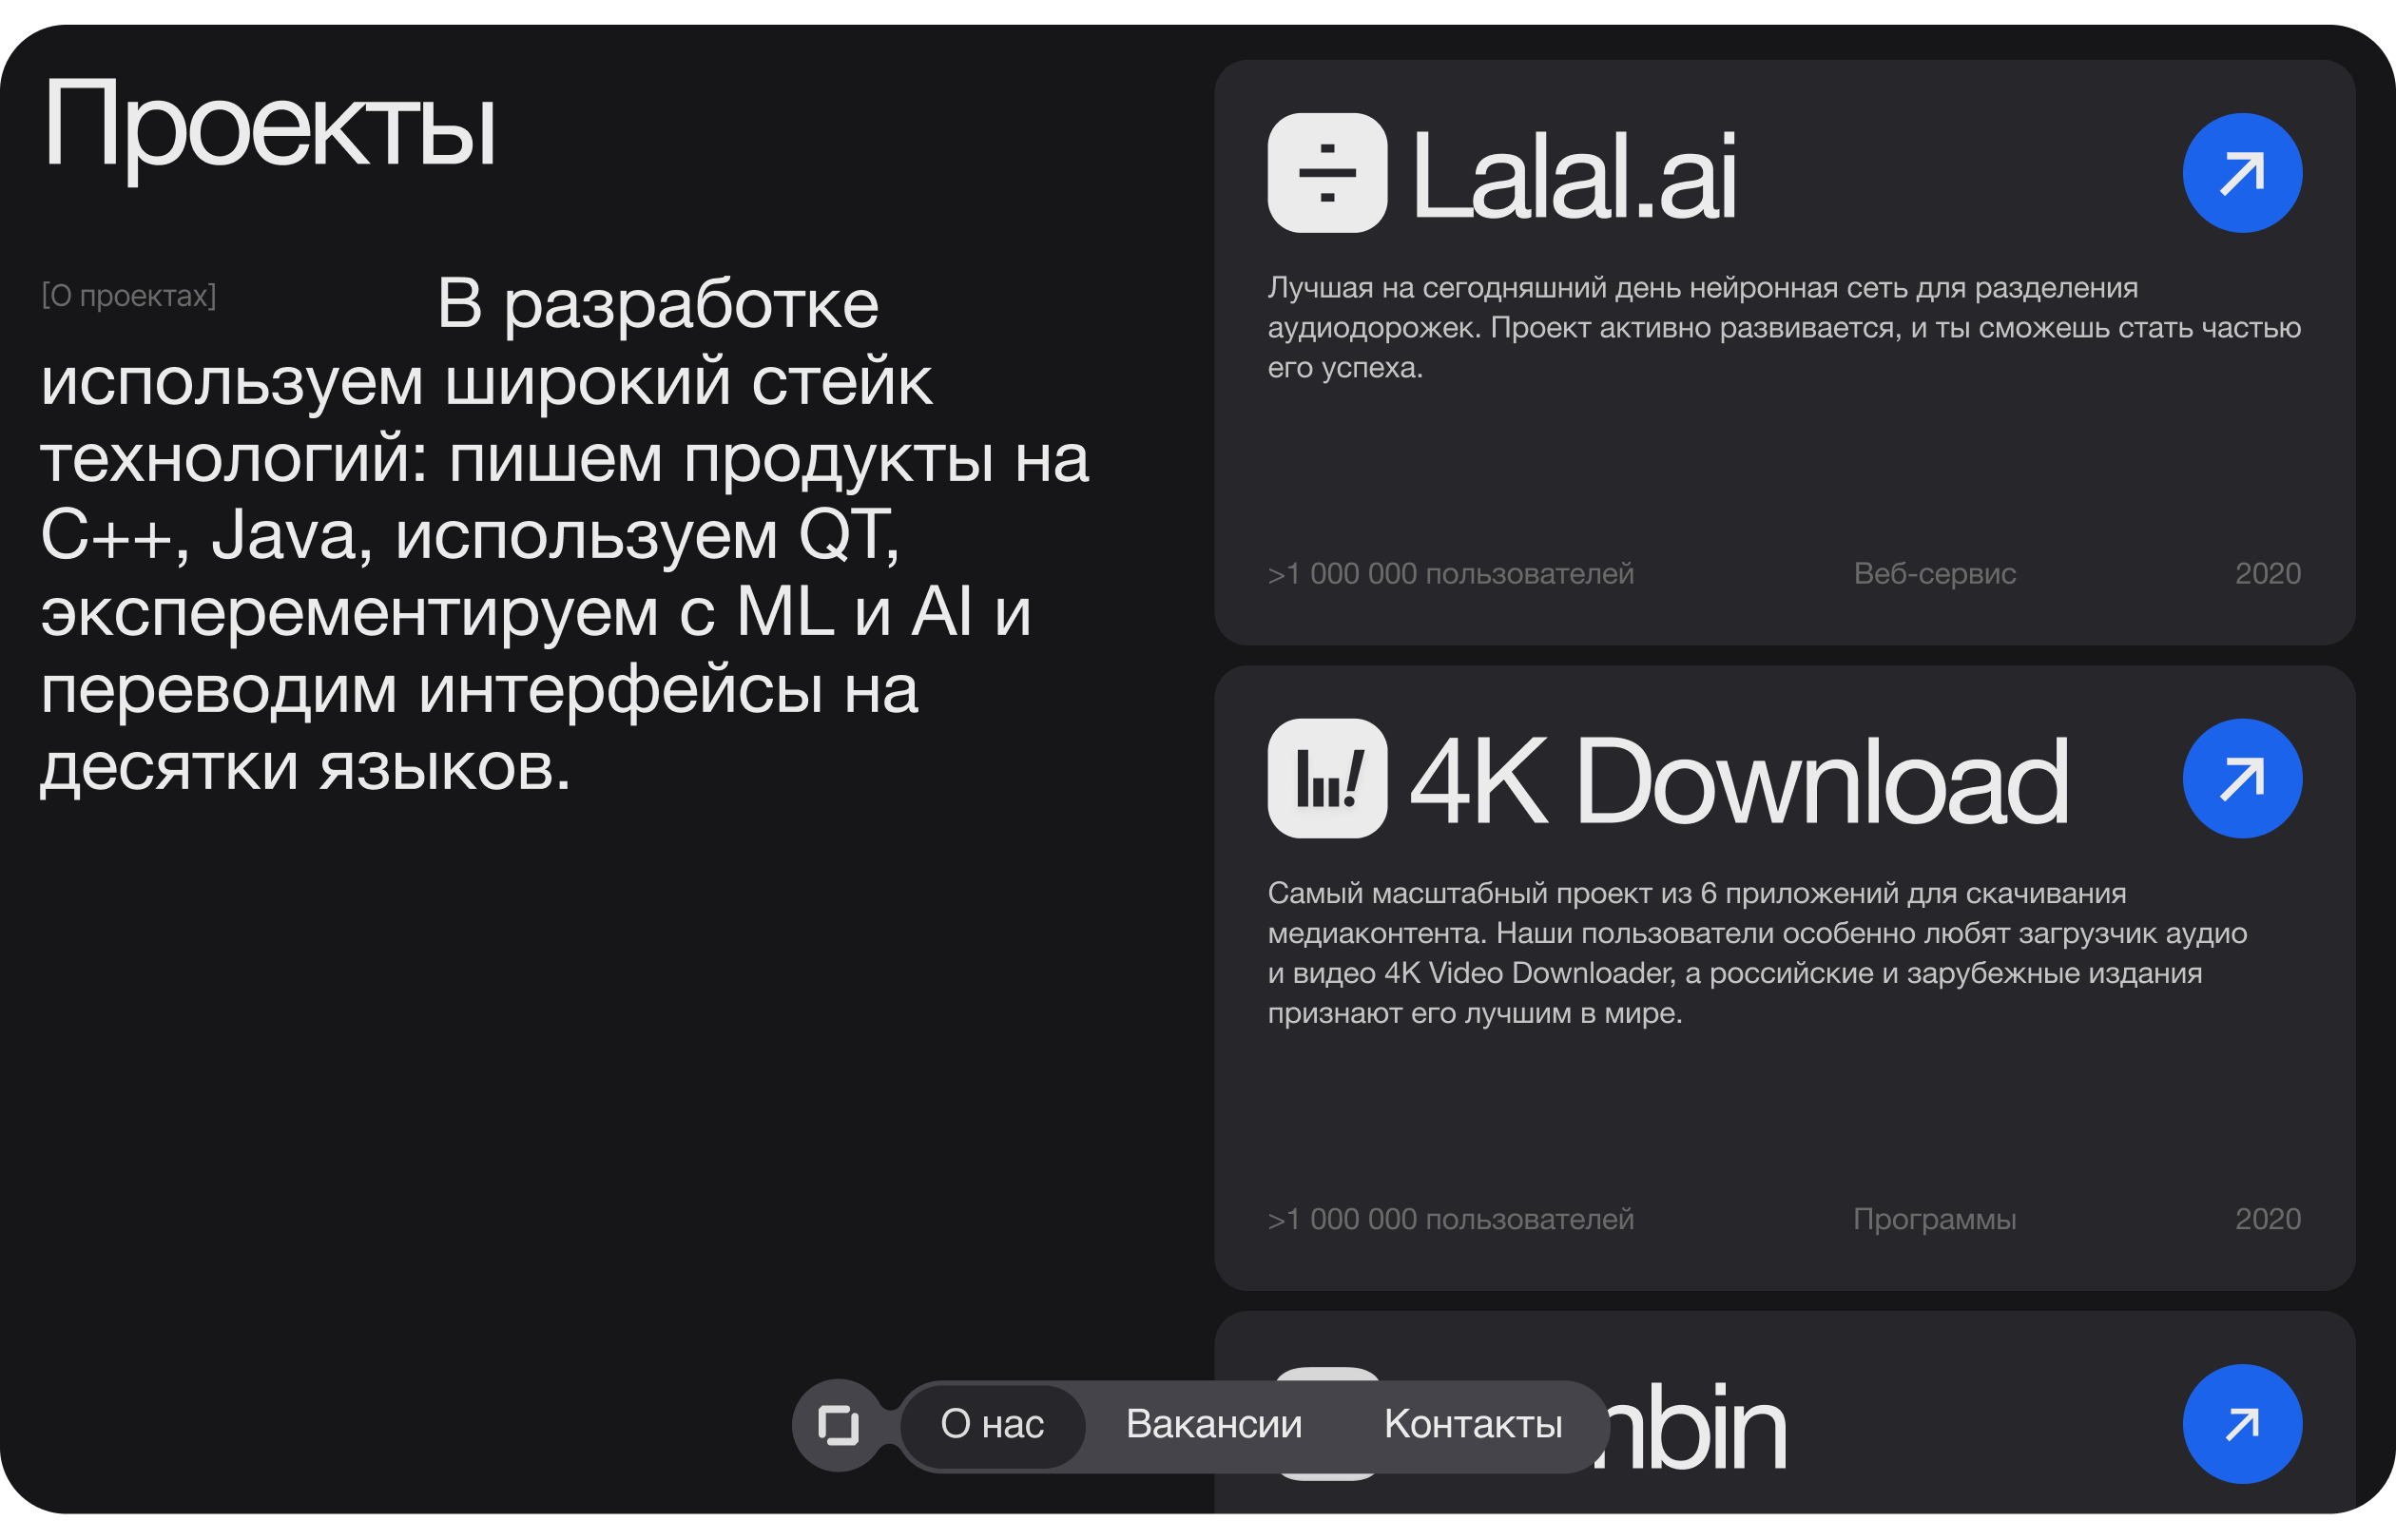 Проекты
[О проектах]
В разработке
используем широкий стейк
технологий: пишем продукты на
C++, Java, используем QT,
эксперементируем с ML и AI и
переводим интерфейсы на
десятки языков.
Lalal.ai
Лучшая на сегодняшний день нейронная сеть для разделения
аудиодорожек. Проект активно развивается, и ты сможешь стать частью
его успеха.
>1 000 000 пользователей
Веб-сервис
2020
4K Download
Самый масштабный проект из 6 приложений для скачивания
медиаконтента. Наши пользователи особенно любят загрузчик аудио
и видео 4K Video Downloader, а российские и зарубежные издания
признают его лучшим в мире.
>1 000 000 пользователей
Программы
2020
О нас
Вакансии
Контакты